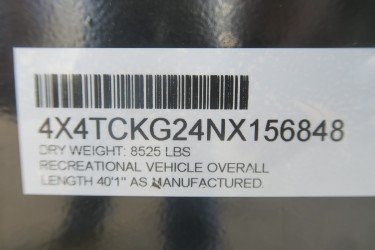 4X4TCKG24NX156848
DRY WEIGHT: 8525 LBS
RECREATIONAL VEHICLE OVERALL
LENGTH 40'1" AS MANUFACTURED.